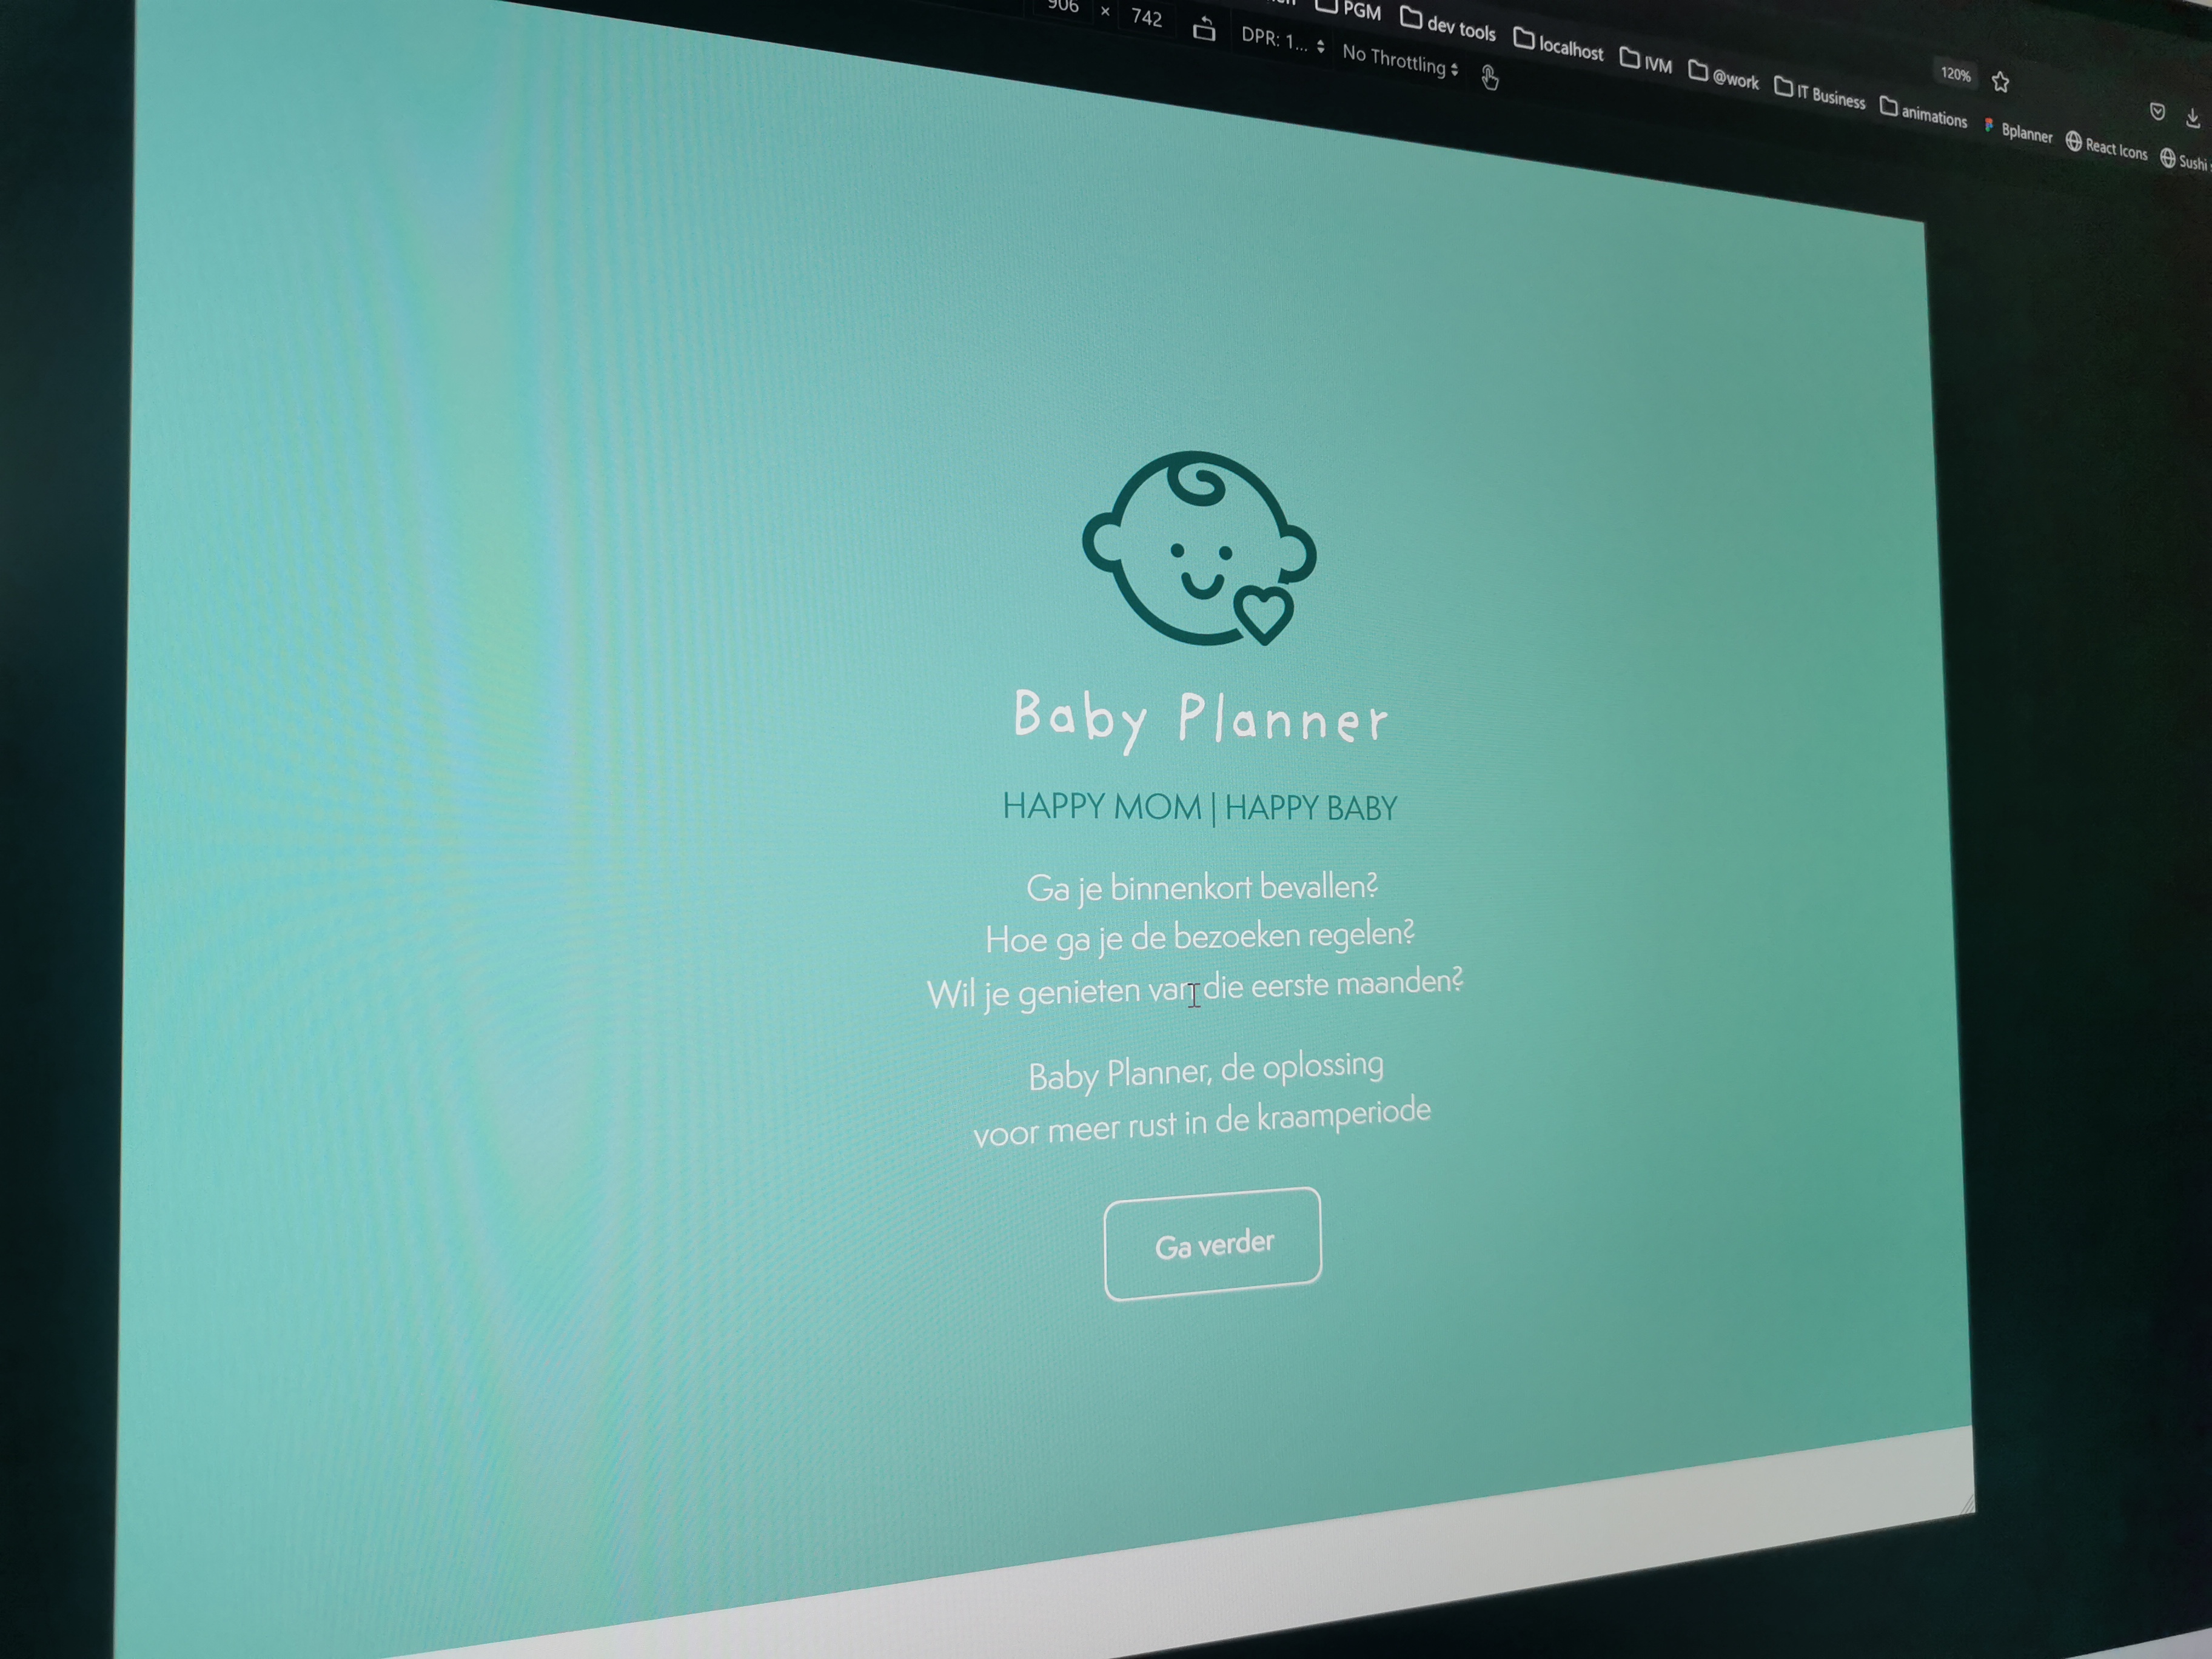 × 742
DPR: 1...
No Throttling
PGM
dev tools
localhost
IVM
@work
IT Business
animations
Bplanner
React Icons
Sushi
120%
Baby Planner
HAPPY MOM | HAPPY BABY
Ga je binnenkort bevallen?
Hoe ga je de bezoeken regelen?
Wil je genieten van die eerste maanden?
Baby Planner, de oplossing
voor meer rust in de kraamperiode
Ga verder